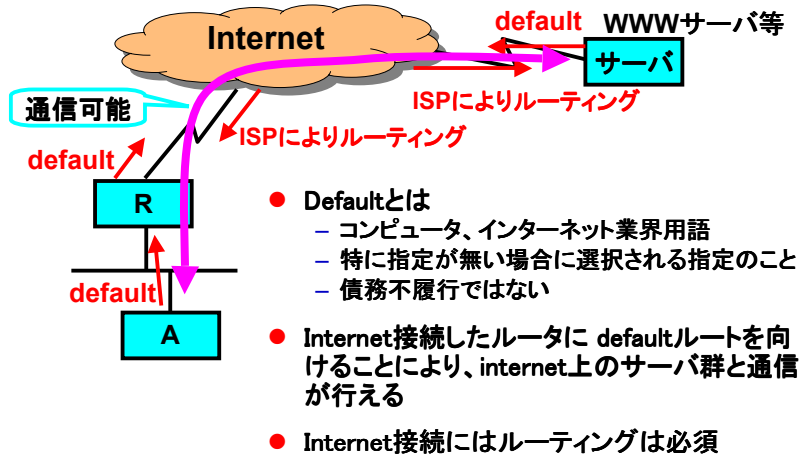 default
WWWサーバ等
Internet
サーバ
通信可能
ISPによりルーティング
ISPによりルーティング
default
R
default
A
● Defaultとは
– コンピュータ、インターネット業界用語
– 特に指定が無い場合に選択される指定のこと
– 債務不履行ではない
● Internet接続したルータに defaultルートを向
けることにより、internet上のサーバ群と通信
が行える
● Internet接続にはルーティングは必須